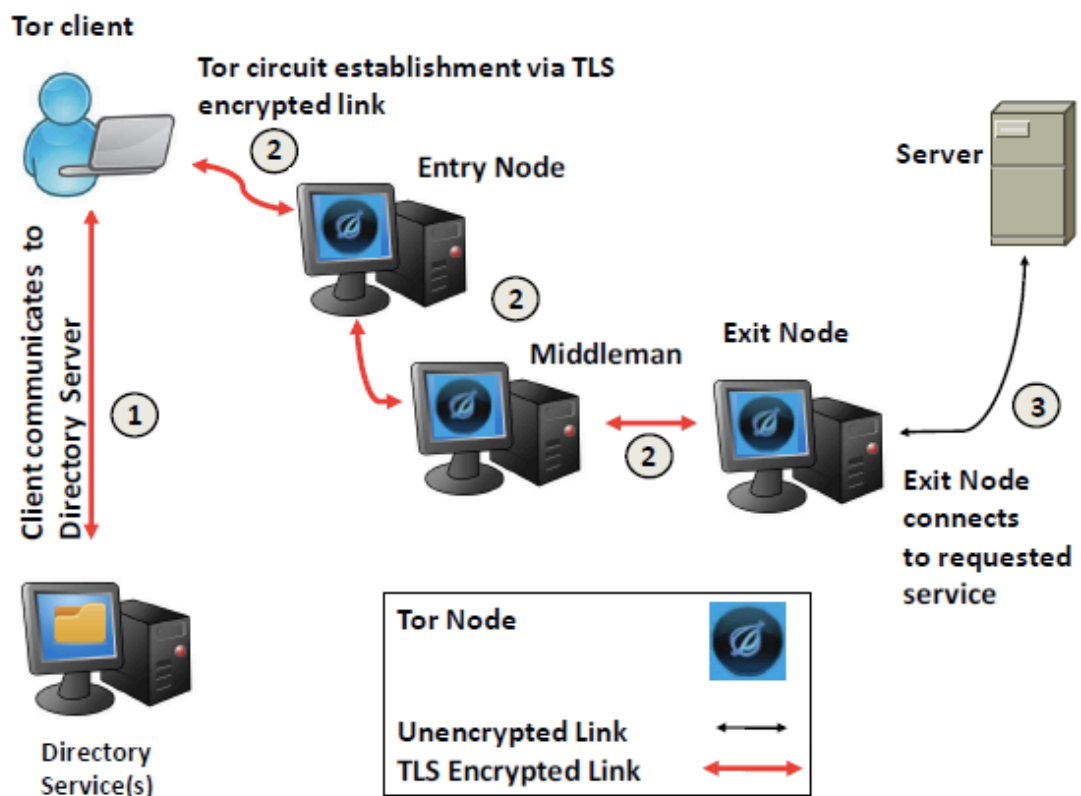 Tor client
Tor circuit establishment via TLS
encrypted link
2
Entry Node
Server
Client communicates to
Directory Server
1
2
Middleman
Exit Node
2
3
Exit Node
connects
to requested
service
Directory
Service(s)
Tor Node
Unencrypted Link
TLS Encrypted Link